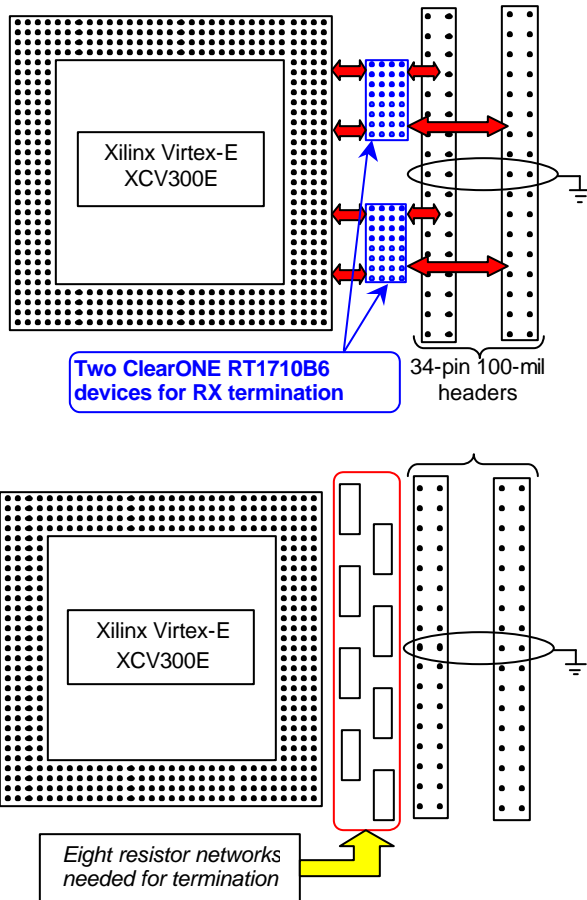 Xilinx Virtex-E
XCV300E
Two ClearONE RT1710B6
devices for RX termination
34-pin 100-mil
headers
Xilinx Virtex-E
XCV300E
Eight resistor networks
needed for termination